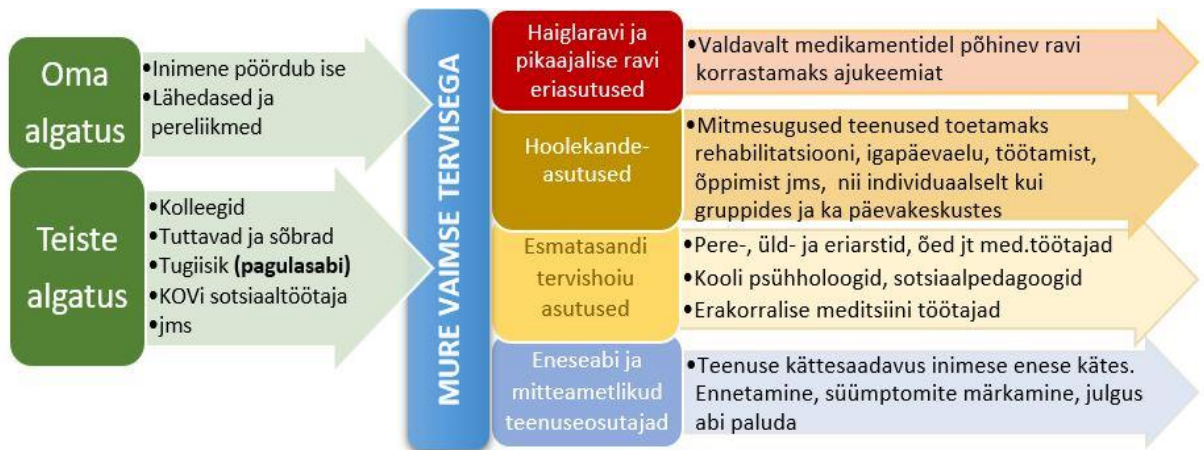 Oma
algatus
•Inimene pöördub ise
•Lähedased ja
pereliikmed
Teiste
algatus
•Kolleegid
•Tuttavad ja sõbrad
•Tugiisik (pagulasabi)
•KOVi sotsiaaltöötaja
•jms
MURE VAIMSE TERVISEGA
Haiglaravi ja
pikaajalise ravi
eriasutused
•Valdavalt medikamentidel põhinev ravi
korrastamaks ajukeemiat
Hoolekande-
asutused
•Mitmesugused teenused toetamaks
rehabilitatsiooni, igapäevaelu, töötamist,
õppimist jms, nii individuaalselt kui
gruppides ja ka päevakeskustes
Esmatasandi
tervishoiu
asutused
•Pere-, üld- ja eriarstid, õed jt med.töötajad
•Kooli psühholoogid, sotsiaalpedagoogid
•Erakorralise meditsiini töötajad
Eneseabi ja
mitteametlikud
teenuseosutajad
•Teenuse kättesaadavus inimese enese kätes.
Ennetamine, süümptomite märkamine, julgus
abi paluda